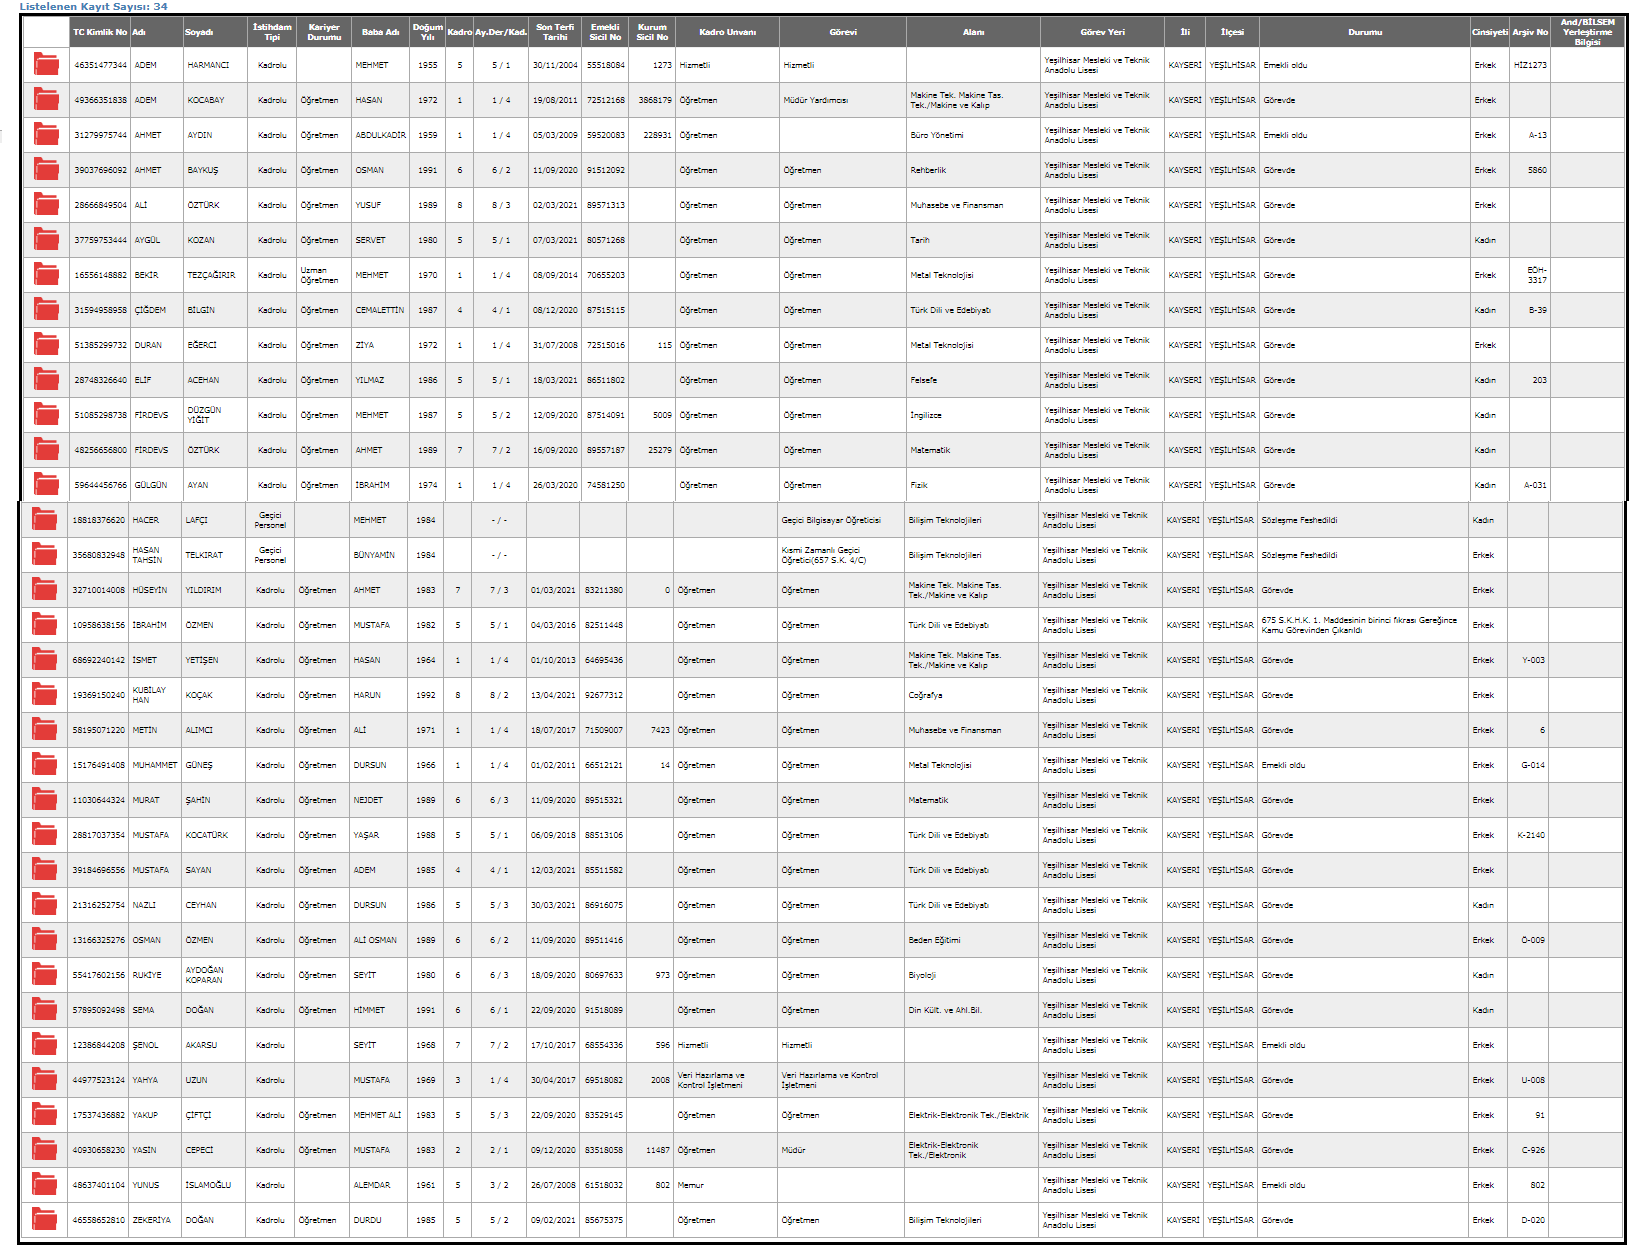 Listelenen Kayıt Sayısı: 34
TC Kimlik No Adı Soyadı İstihdam Tipi Kariyer Durumu Baba Adı Doğum Yılı Kadro Ay.Der/Kad. Son Terfi Tarihi Emekli Sicil No Kurum Sicil No Kadro Unvanı Görevi Alanı Görev Yeri İli İlçesi Durumu Cinsiyeti Arşiv No And/BİLSEM Yerleştirme Bilgisi
46351477344 ADEM HARMANCI Kadrolu MEHMET 1955 5 5 / 1 30/11/2004 55518084 1273 Hizmetli Hizmetli Yeşilhisar Mesleki ve Teknik Anadolu Lisesi KAYSERİ YEŞİLHİSAR Emekli oldu Erkek HİZ1273
49366351838 ADEM KOCABAY Kadrolu Öğretmen HASAN 1972 1 1 / 4 19/08/2011 72512168 3868179 Öğretmen Müdür Yardımcısı Makine Tek. Makine Tas. Tek./Makine ve Kalıp Yeşilhisar Mesleki ve Teknik Anadolu Lisesi KAYSERİ YEŞİLHİSAR Görevde Erkek
31279975744 AHMET AYDIN Kadrolu Öğretmen ABDULKADİR 1959 1 1 / 4 05/03/2009 59520083 228931 Öğretmen Büro Yönetimi Yeşilhisar Mesleki ve Teknik Anadolu Lisesi KAYSERİ YEŞİLHİSAR Emekli oldu Erkek A-13
39037696092 AHMET BAYKUŞ Kadrolu Öğretmen OSMAN 1991 6 6 / 2 11/09/2020 91512092 Öğretmen Öğretmen Rehberlik Yeşilhisar Mesleki ve Teknik Anadolu Lisesi KAYSERİ YEŞİLHİSAR Görevde Erkek 5860
28666849504 ALİ ÖZTÜRK Kadrolu Öğretmen YUSUF 1989 8 8 / 3 02/03/2021 89571313 Öğretmen Öğretmen Muhasebe ve Finansman Yeşilhisar Mesleki ve Teknik Anadolu Lisesi KAYSERİ YEŞİLHİSAR Görevde Erkek
37759753444 AYGÜL KOZAN Kadrolu Öğretmen SERVET 1980 5 5 / 1 07/03/2021 80571268 Öğretmen Öğretmen Tarih Yeşilhisar Mesleki ve Teknik Anadolu Lisesi KAYSERİ YEŞİLHİSAR Görevde Kadın
16556148882 BEKİR TEZÇAĞIRIR Kadrolu Uzman Öğretmen MEHMET 1970 1 1 / 4 08/09/2014 70655203 Öğretmen Öğretmen Metal Teknolojisi Yeşilhisar Mesleki ve Teknik Anadolu Lisesi KAYSERİ YEŞİLHİSAR Görevde Erkek EÖH-3317
31594958958 ÇİĞDEM BİLGİN Kadrolu Öğretmen CEMALETTİN 1987 4 4 / 1 08/12/2020 87515115 Öğretmen Öğretmen Türk Dili ve Edebiyatı Yeşilhisar Mesleki ve Teknik Anadolu Lisesi KAYSERİ YEŞİLHİSAR Görevde Kadın B-39
51385299732 DURAN EĞERCİ Kadrolu Öğretmen ZİYA 1972 1 1 / 4 31/07/2008 72515016 115 Öğretmen Öğretmen Metal Teknolojisi Yeşilhisar Mesleki ve Teknik Anadolu Lisesi KAYSERİ YEŞİLHİSAR Görevde Erkek
28748326640 ELİF ACEHAN Kadrolu Öğretmen YILMAZ 1986 5 5 / 1 18/03/2021 86511802 Öğretmen Öğretmen Felsefe Yeşilhisar Mesleki ve Teknik Anadolu Lisesi KAYSERİ YEŞİLHİSAR Görevde Kadın 203
51085298738 FİRDEVS DÜZGÜN YİĞİT Kadrolu Öğretmen MEHMET 1987 5 5 / 2 12/09/2020 87514091 5009 Öğretmen Öğretmen İngilizce Yeşilhisar Mesleki ve Teknik Anadolu Lisesi KAYSERİ YEŞİLHİSAR Görevde Kadın
48256656800 FİRDEVS ÖZTÜRK Kadrolu Öğretmen AHMET 1989 7 7 / 2 16/09/2020 89557187 25279 Öğretmen Öğretmen Matematik Yeşilhisar Mesleki ve Teknik Anadolu Lisesi KAYSERİ YEŞİLHİSAR Görevde Kadın
59644456766 GÜLGÜN AYAN Kadrolu Öğretmen İBRAHİM 1974 1 1 / 4 26/03/2020 74581250 Öğretmen Öğretmen Fizik Yeşilhisar Mesleki ve Teknik Anadolu Lisesi KAYSERİ YEŞİLHİSAR Görevde Kadın A-031
18818376620 HACER LAFÇI Geçici Personel MEHMET 1984 - / - Geçici Bilgisayar Öğreticisi Bilişim Teknolojileri Yeşilhisar Mesleki ve Teknik Anadolu Lisesi KAYSERİ YEŞİLHİSAR Sözleşme Feshedildi Kadın
35680832948 HASAN TAHSİN TELKIRAT Geçici Personel BÜNYAMİN 1984 - / - Kısmi Zamanlı Geçici Öğretici(657 S.K. 4/C) Bilişim Teknolojileri Yeşilhisar Mesleki ve Teknik Anadolu Lisesi KAYSERİ YEŞİLHİSAR Sözleşme Feshedildi Erkek
32710014008 HÜSEYİN YILDIRIM Kadrolu Öğretmen AHMET 1983 7 7 / 3 01/03/2021 83211380 0 Öğretmen Öğretmen Makine Tek. Makine Tas. Tek./Makine ve Kalıp Yeşilhisar Mesleki ve Teknik Anadolu Lisesi KAYSERİ YEŞİLHİSAR Görevde Erkek
10958638156 İBRAHİM ÖZMEN Kadrolu Öğretmen MUSTAFA 1982 5 5 / 1 04/03/2016 82511448 Öğretmen Öğretmen Türk Dili ve Edebiyatı Yeşilhisar Mesleki ve Teknik Anadolu Lisesi KAYSERİ YEŞİLHİSAR 675 S.K.H.K. 1. Maddesinin birinci fıkrası Gereğince Kamu Görevinden Çıkarıldı Erkek
68692240142 İSMET YETİŞEN Kadrolu Öğretmen HASAN 1964 1 1 / 4 01/10/2013 64695436 Öğretmen Öğretmen Makine Tek. Makine Tas. Tek./Makine ve Kalıp Yeşilhisar Mesleki ve Teknik Anadolu Lisesi KAYSERİ YEŞİLHİSAR Görevde Erkek Y-003
19369150240 KUBİLAY HAN KOÇAK Kadrolu Öğretmen HARUN 1992 8 8 / 2 13/04/2021 92677312 Öğretmen Öğretmen Coğrafya Yeşilhisar Mesleki ve Teknik Anadolu Lisesi KAYSERİ YEŞİLHİSAR Görevde Erkek
58195071220 METİN ALIMCI Kadrolu Öğretmen ALİ 1971 1 1 / 4 18/07/2017 71509007 7423 Öğretmen Öğretmen Muhasebe ve Finansman Yeşilhisar Mesleki ve Teknik Anadolu Lisesi KAYSERİ YEŞİLHİSAR Görevde Erkek 6
15176491408 MUHAMMET GÜNEŞ Kadrolu Öğretmen DURSUN 1966 1 1 / 4 01/02/2011 66512121 14 Öğretmen Öğretmen Metal Teknolojisi Yeşilhisar Mesleki ve Teknik Anadolu Lisesi KAYSERİ YEŞİLHİSAR Emekli oldu Erkek G-014
11030644324 MURAT ŞAHİN Kadrolu Öğretmen NEJDET 1989 6 6 / 3 11/09/2020 89515321 Öğretmen Öğretmen Matematik Yeşilhisar Mesleki ve Teknik Anadolu Lisesi KAYSERİ YEŞİLHİSAR Görevde Erkek
28817037354 MUSTAFA KOCATÜRK Kadrolu Öğretmen YAŞAR 1988 5 5 / 1 06/09/2018 88513106 Öğretmen Öğretmen Türk Dili ve Edebiyatı Yeşilhisar Mesleki ve Teknik Anadolu Lisesi KAYSERİ YEŞİLHİSAR Görevde Erkek K-2140
39184696556 MUSTAFA SAYAN Kadrolu Öğretmen ADEM 1985 4 4 / 1 12/03/2021 85511582 Öğretmen Öğretmen Türk Dili ve Edebiyatı Yeşilhisar Mesleki ve Teknik Anadolu Lisesi KAYSERİ YEŞİLHİSAR Görevde Erkek
21316252754 NAZLI CEYHAN Kadrolu Öğretmen DURSUN 1986 5 5 / 3 30/03/2021 86916075 Öğretmen Öğretmen Türk Dili ve Edebiyatı Yeşilhisar Mesleki ve Teknik Anadolu Lisesi KAYSERİ YEŞİLHİSAR Görevde Kadın
13166325276 OSMAN ÖZMEN Kadrolu Öğretmen ALİ OSMAN 1989 6 6 / 2 11/09/2020 89511416 Öğretmen Öğretmen Beden Eğitimi Yeşilhisar Mesleki ve Teknik Anadolu Lisesi KAYSERİ YEŞİLHİSAR Görevde Erkek Ö-009
55417602156 RUKİYE AYDOĞAN KOPARAN Kadrolu Öğretmen SEYİT 1980 6 6 / 3 18/09/2020 80697633 973 Öğretmen Öğretmen Biyoloji Yeşilhisar Mesleki ve Teknik Anadolu Lisesi KAYSERİ YEŞİLHİSAR Görevde Kadın
57895092498 SEMA DOĞAN Kadrolu Öğretmen HİMMET 1991 6 6 / 1 22/09/2020 91518089 Öğretmen Öğretmen Din Kült. ve Ahl.Bil. Yeşilhisar Mesleki ve Teknik Anadolu Lisesi KAYSERİ YEŞİLHİSAR Görevde Kadın
12386844208 ŞENOL AKARSU Kadrolu SEYİT 1968 7 7 / 2 17/10/2017 68554336 596 Hizmetli Hizmetli Yeşilhisar Mesleki ve Teknik Anadolu Lisesi KAYSERİ YEŞİLHİSAR Emekli oldu Erkek
44977523124 YAHYA UZUN Kadrolu MUSTAFA 1969 3 1 / 4 30/04/2017 69518082 2008 Veri Hazırlama ve Kontrol İşletmeni Veri Hazırlama ve Kontrol İşletmeni Yeşilhisar Mesleki ve Teknik Anadolu Lisesi KAYSERİ YEŞİLHİSAR Görevde Erkek U-008
17537436882 YAKUP ÇİFTÇİ Kadrolu Öğretmen MEHMET ALİ 1983 5 5 / 3 22/09/2020 83529145 Öğretmen Öğretmen Elektrik-Elektronik Tek./Elektrik Yeşilhisar Mesleki ve Teknik Anadolu Lisesi KAYSERİ YEŞİLHİSAR Görevde Erkek 91
40930658230 YASİN CEPECİ Kadrolu Öğretmen MUSTAFA 1983 2 2 / 1 09/12/2020 83518058 11487 Öğretmen Müdür Elektrik-Elektronik Tek./Elektronik Yeşilhisar Mesleki ve Teknik Anadolu Lisesi KAYSERİ YEŞİLHİSAR Görevde Erkek C-926
48637401104 YUNUS İSLAMOĞLU Kadrolu ALEMDAR 1961 5 3 / 2 26/07/2008 61518032 802 Memur Yeşilhisar Mesleki ve Teknik Anadolu Lisesi KAYSERİ YEŞİLHİSAR Emekli oldu Erkek 802
46558652810 ZEKERİYA DOĞAN Kadrolu Öğretmen DURDU 1985 5 5 / 2 09/02/2021 85675375 Öğretmen Öğretmen Bilişim Teknolojileri Yeşilhisar Mesleki ve Teknik Anadolu Lisesi KAYSERİ YEŞİLHİSAR Görevde Erkek D-020